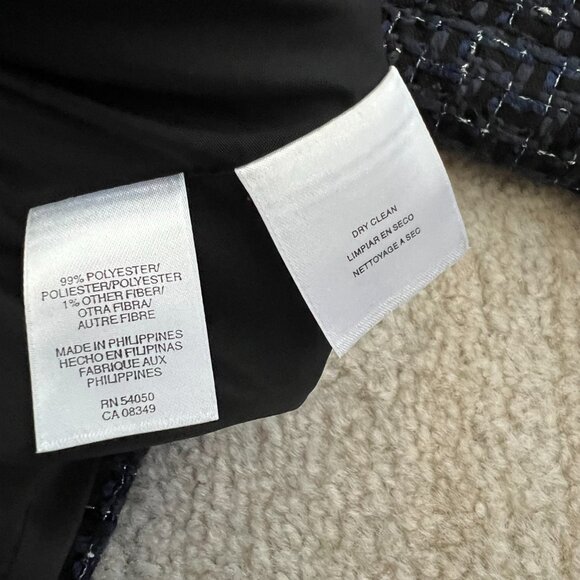 99% POLYESTER/
POLIESTER/POLYESTER
1% OTHER FIBER/
OTRA FIBRA/
AUTRE FIBRE
MADE IN PHILIPPINES
HECHO EN FILIPINAS
FABRIQUE AUX
PHILIPPINES
RN 54050
CA 08349
DRY CLEAN
LIMPIAR EN SECO
NETTOYAGE A SEC